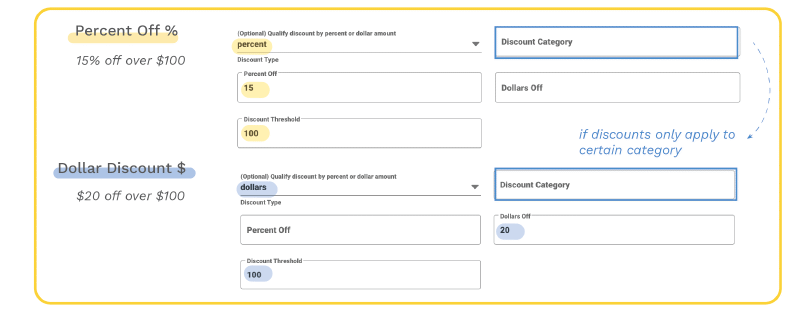 Percent Off %
15% off over $100
(Optional) Qualify discount by percent or dollar amount
percent
Discount Type
Discount Category
Percent Off
15
Dollars Off
Discount Threshold
100
if discounts only apply to
certain category
Dollar Discount $
$20 off over $100
(Optional) Qualify discount by percent or dollar amount
dollars
Discount Type
Discount Category
Percent Off
Dollars Off
20
Discount Threshold
100